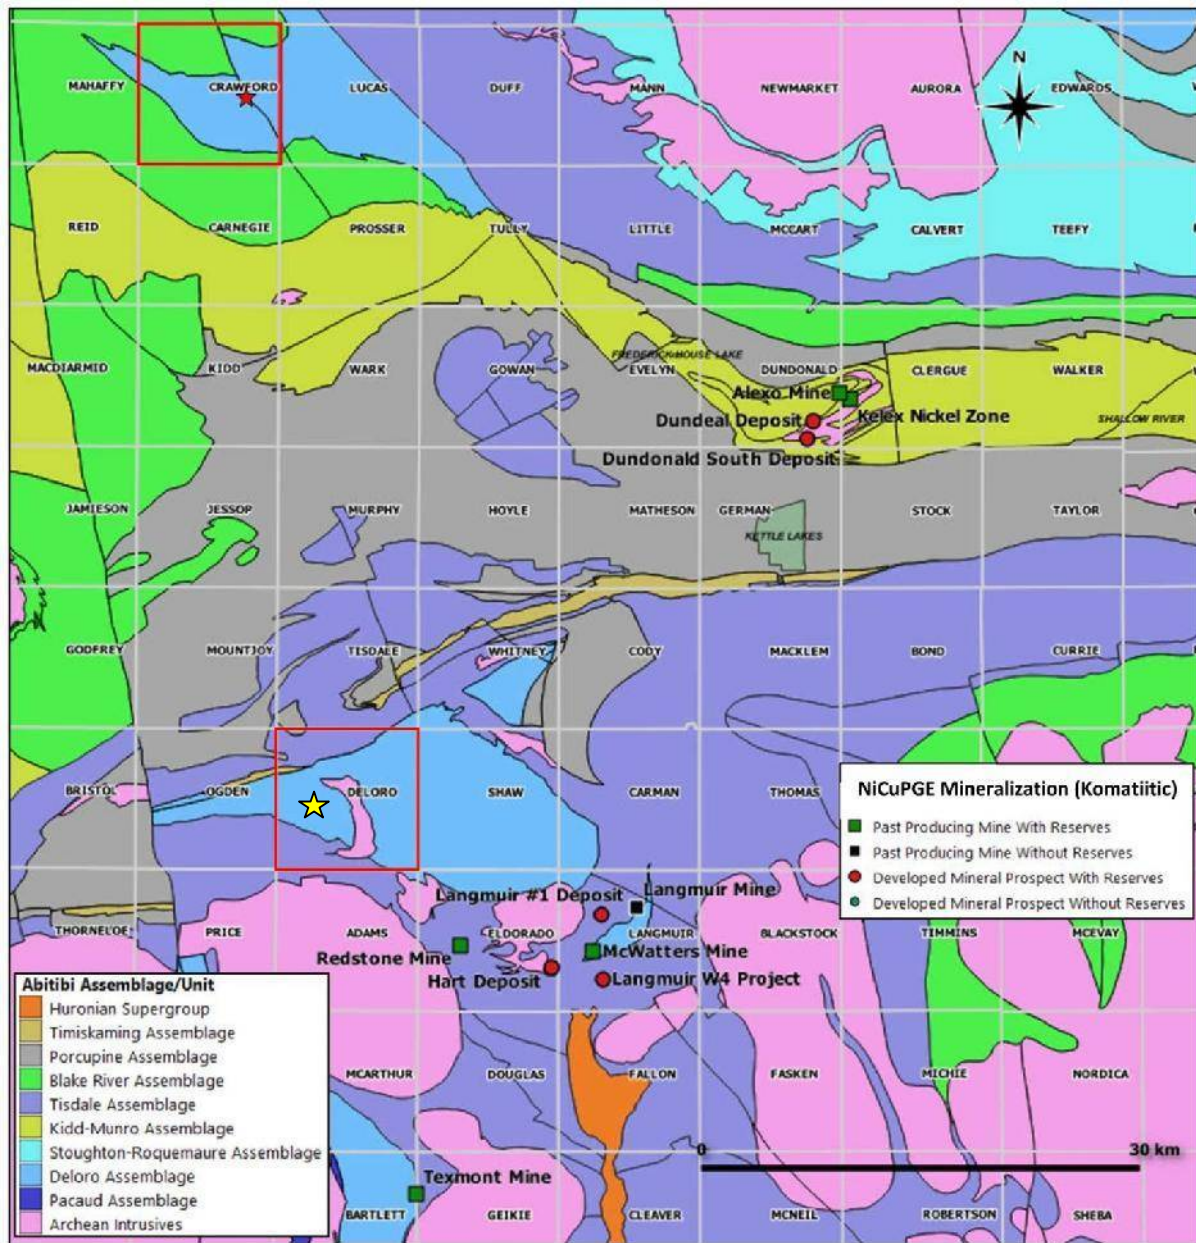 N
MAHAFFY CRAWFORD LUCAS DUFF MANN NEWMARKET AURORA EDWARDS
REID CARNEGIE PROSSER TULLY LITTLE MCCART CALVERT TEEFY
FREDERICK HOUSE LAKE
MACDIARMID KIDD WARK GOWAN EVELYN DUNDONALD CLERGUE WALKER
Alexo Mine
Kelex Nickel Zone
Dundeal Deposit
SHALLOW RIVER
Dundonald South Deposit
JAMIESON JESSOP MURPHY HOYLE MATHESON GERMAN STOCK TAYLOR
KETTLE LAKES
GODFREY MOUNTJOY TISDALE WHITNEY CODY MACKLEM BOND CURRIE
BRISTOL OGDEN DELORO SHAW CARMAN THOMAS
NiCuPGE Mineralization (Komatiitic)
Past Producing Mine With Reserves
Past Producing Mine Without Reserves
Developed Mineral Prospect With Reserves
Developed Mineral Prospect Without Reserves
Langmuir #1 Deposit
Langmuir Mine
THORNELOE PRICE ADAMS ELDORADO LANGMUIR BLACKSTOCK TIMMINS MCEVAY
Redstone Mine
McWatters Mine
Hart Deposit
Langmuir W4 Project
Abitibi Assemblage/Unit
Huronian Supergroup
Timiskaming Assemblage
Porcupine Assemblage
Blake River Assemblage
Tisdale Assemblage
Kidd-Munro Assemblage
Stoughton-Roquemaure Assemblage
Deloro Assemblage
Pacaud Assemblage
Archean Intrusives
MCARTHUR DOUGLAS FALLON FASKEN MICHIE NORDICA
0 30 km
Texmont Mine
BARTLETT GEIKIE CLEAVER MCNEIL ROBERTSON SHEBA